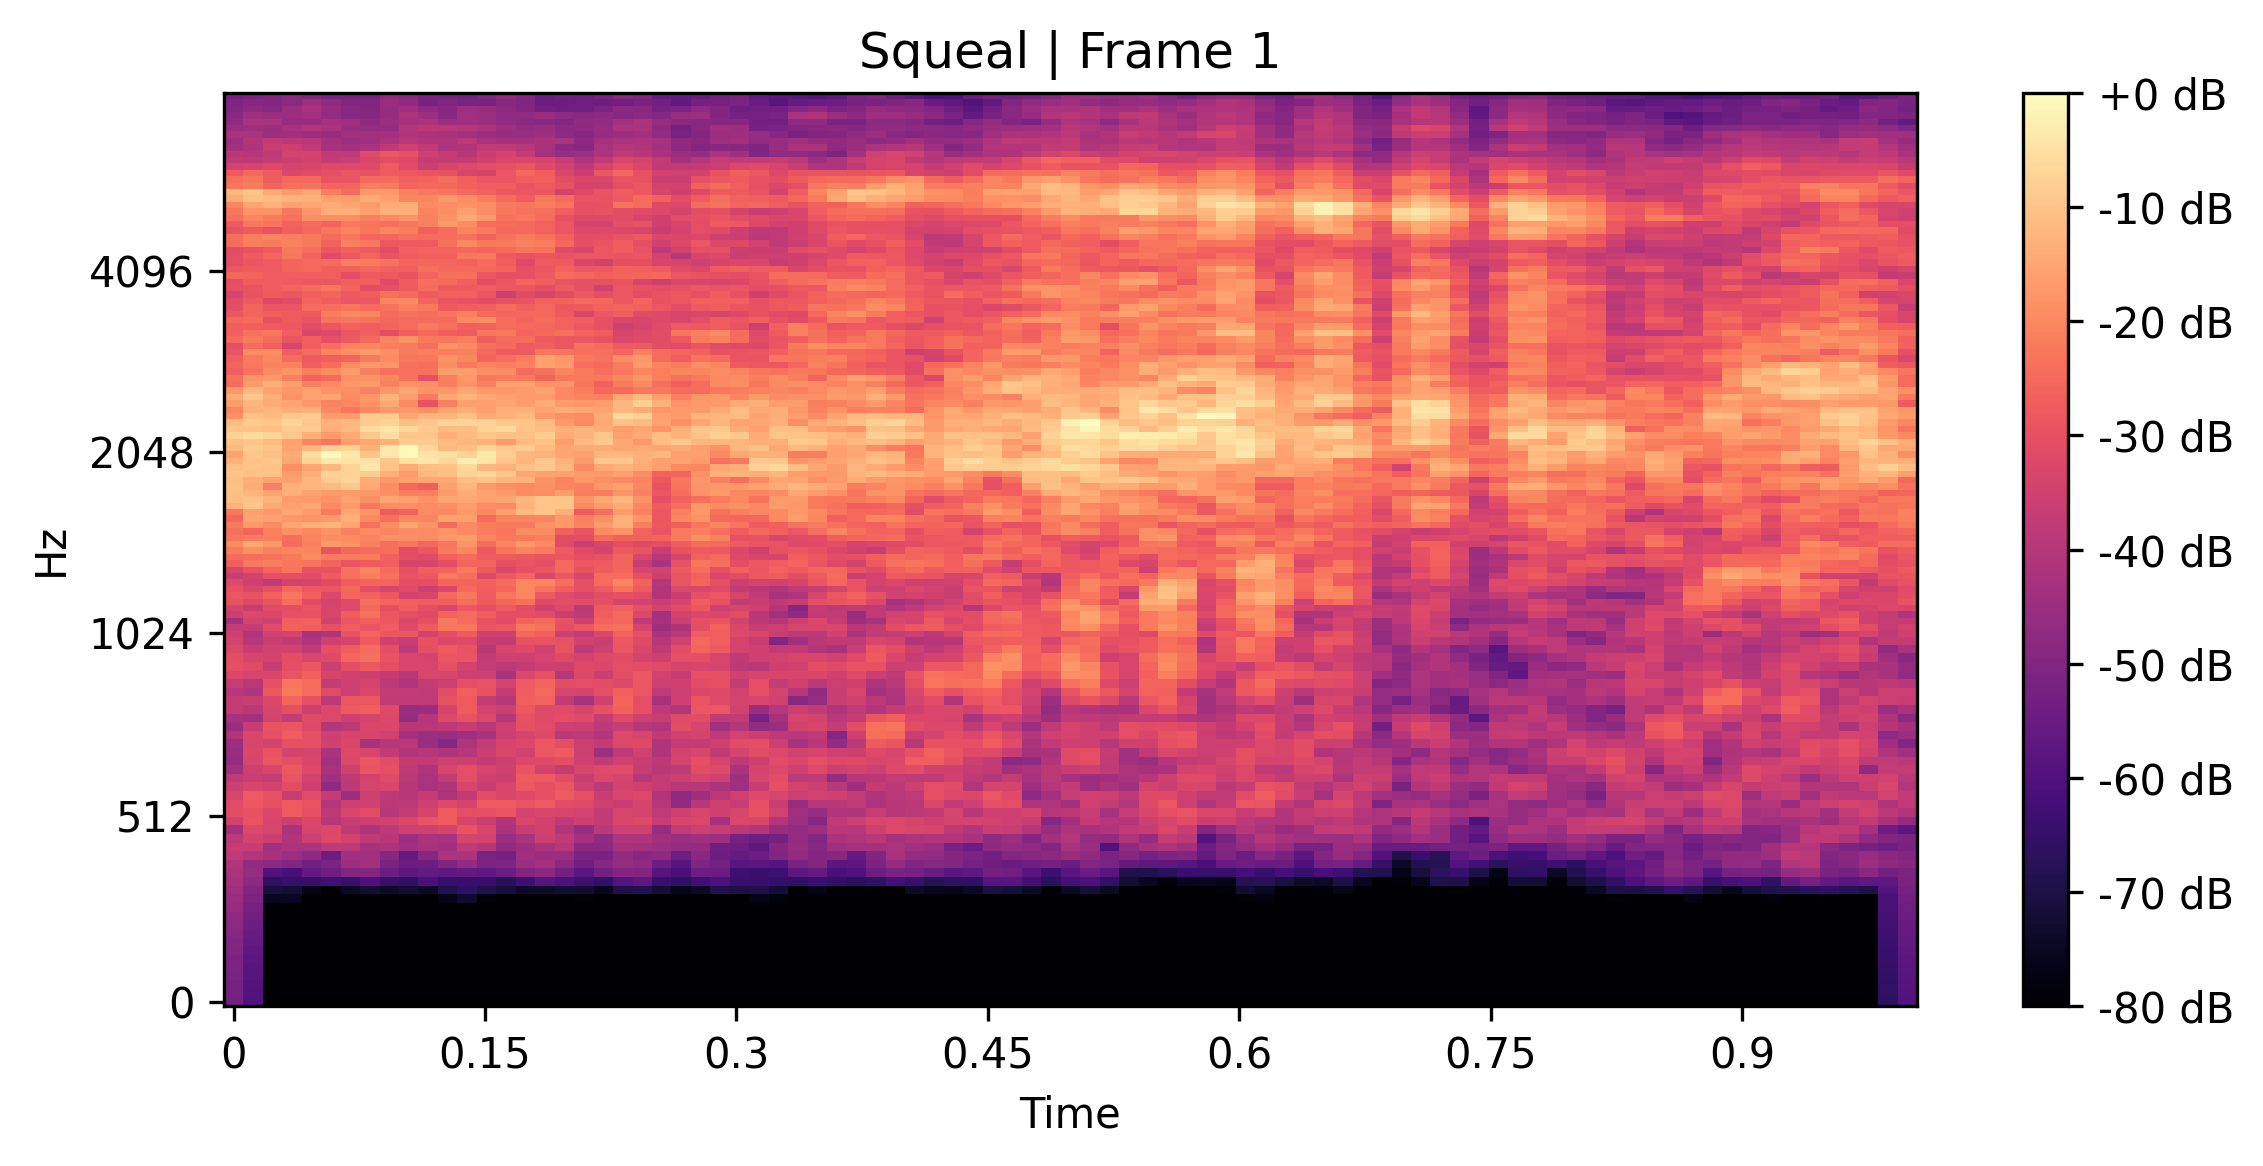 Squeal | Frame 1
+0 dB
-10 dB
-20 dB
-30 dB
-40 dB
-50 dB
-60 dB
-70 dB
-80 dB
Hz
4096
2048
1024
512
0
0 0.15 0.3 0.45 0.6 0.75 0.9
Time